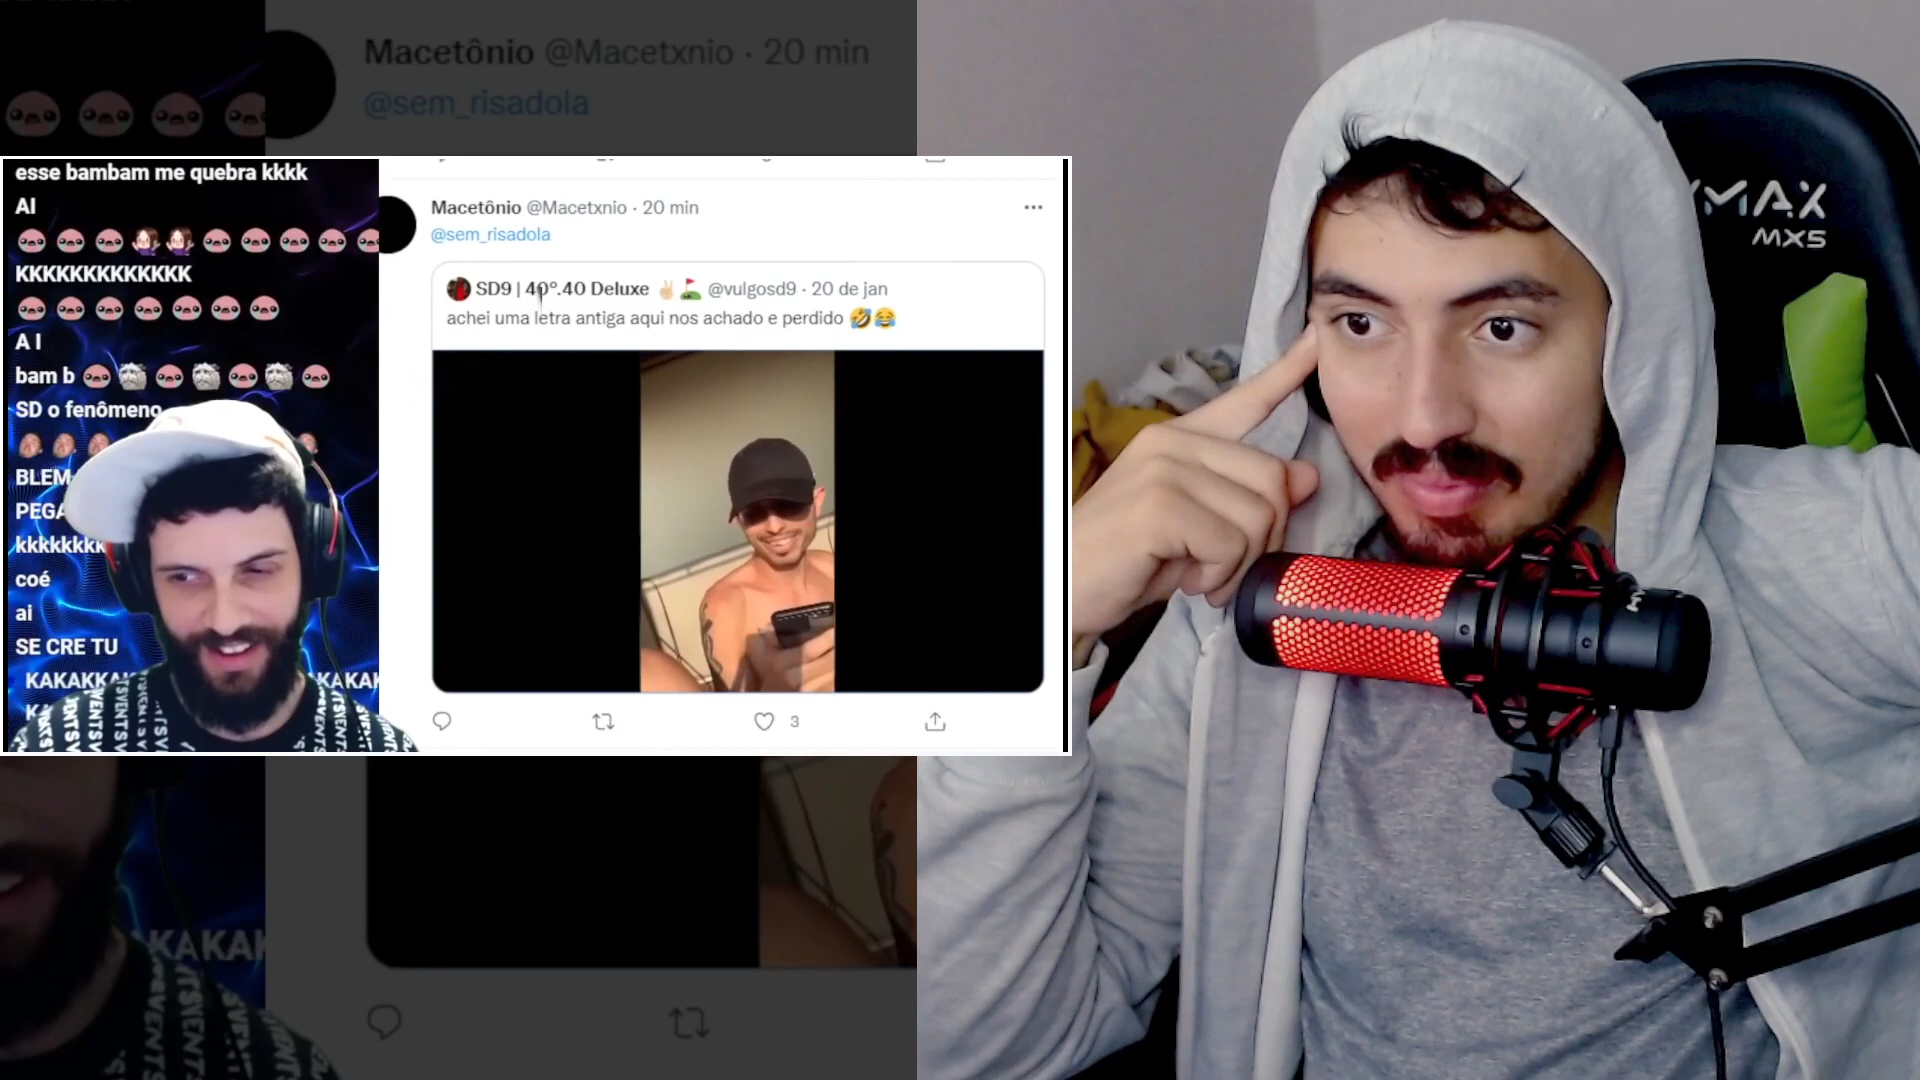 Macetônio @Macetxnio · 20 min
@sem_risadola
esse bambam me quebra kkkk
AI
KKKKKKKKKKKKK
A I
bam b
SD o fenômeno
BLEM
PEGA
kkkkkkkk
coé
ai
SE CRE TU
KAKAKKA
KAKAK
Macetônio @Macetxnio · 20 min
@sem_risadola
SD9 | 40°.40 Deluxe ✌🏻⛳ @vulgosd9 · 20 de jan
achei uma letra antiga aqui nos achado e perdido 🤣😂
3
KAKAK
MAX
MX5